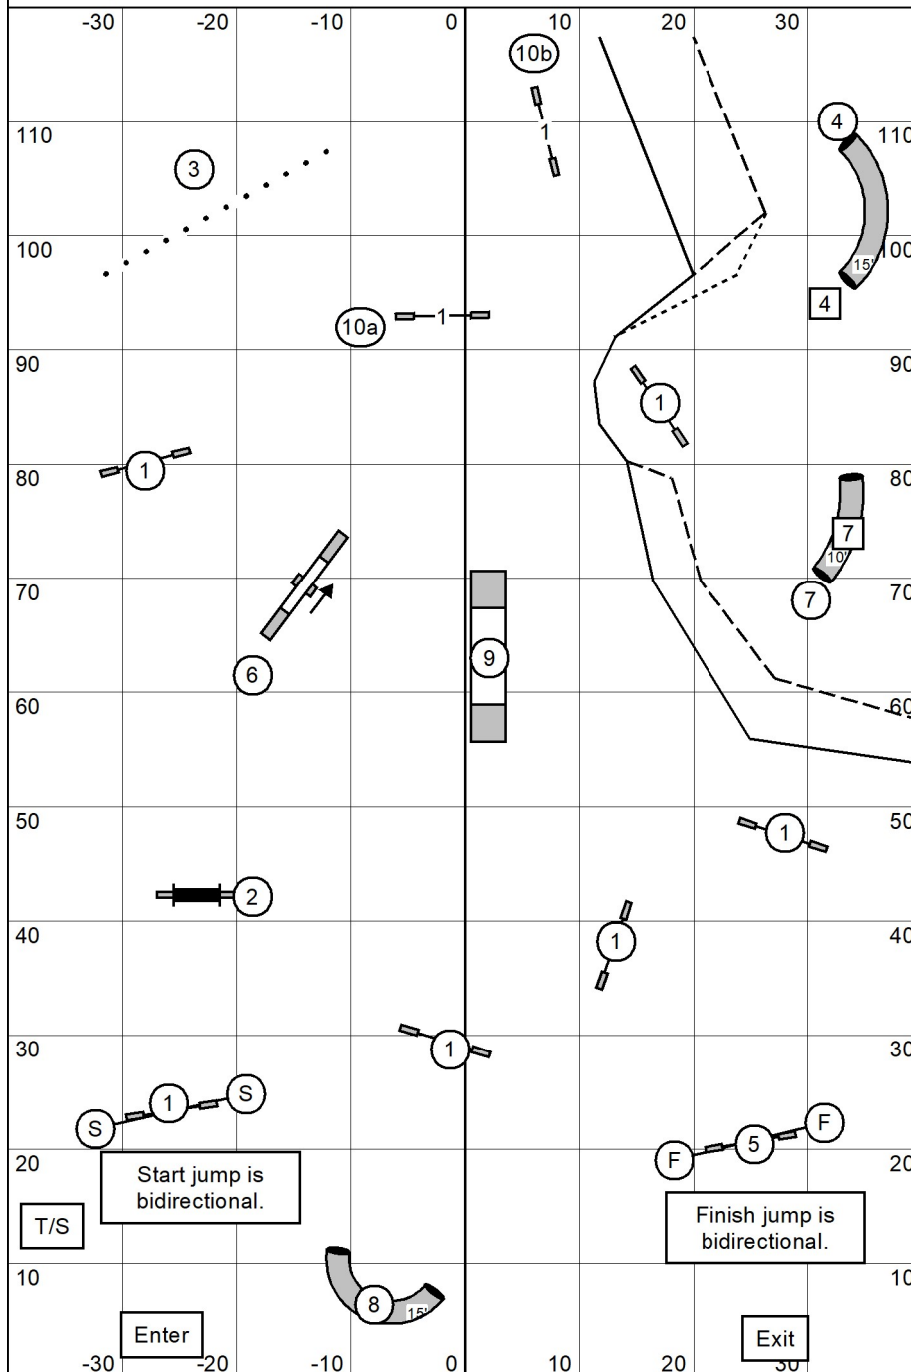 -30 -20 -10 0 10 20 30
10b
1
110 4 110
3
100 100
15'
4
10a 1
90 90
1
80 1 80
7
10'
70 70
7
9
6
60 60
50 50
1
2
40 40
1
30 30
1
S 1 S
F 5 F
20 20
Start jump is
bidirectional.
T/S
Finish jump is
bidirectional.
10 10
8 15'
Enter
Exit
-30 -20 -10 0 10 20 30